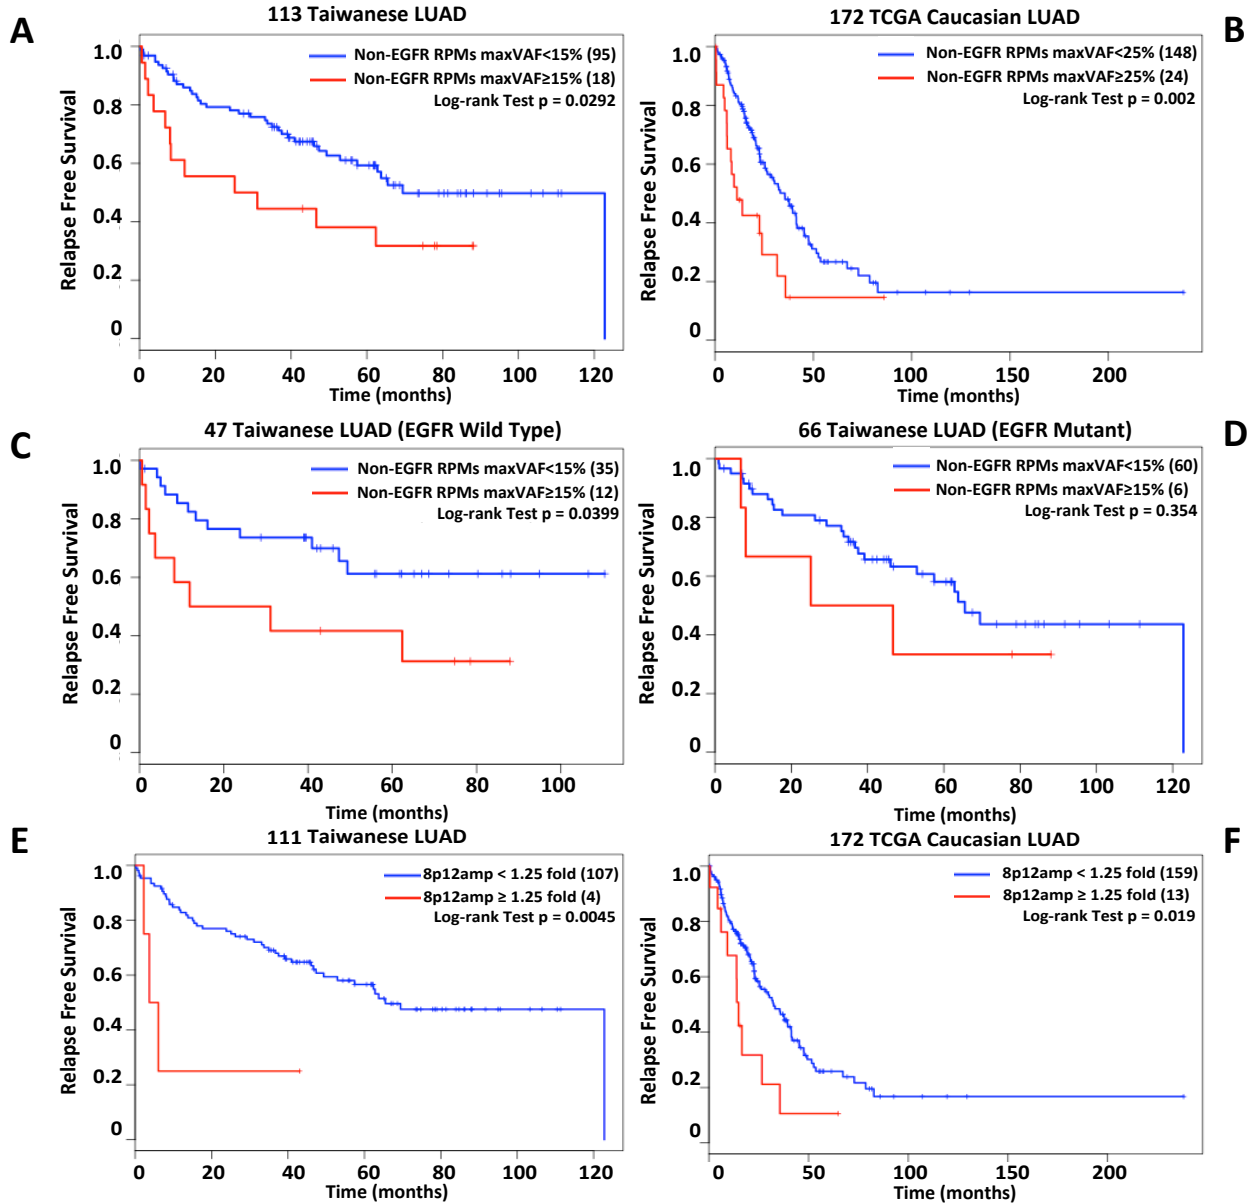 A
113 Taiwanese LUAD
Relapse Free Survival
1.0
0.8
0.6
0.4
0.2
0
Non-EGFR RPMs maxVAF<15% (95)
Non-EGFR RPMs maxVAF≥15% (18)
Log-rank Test p = 0.0292
0 20 40 60 80 100 120
Time (months)
172 TCGA Caucasian LUAD
B
Relapse Free Survival
1.0
0.8
0.6
0.4
0.2
0
Non-EGFR RPMs maxVAF<25% (148)
Non-EGFR RPMs maxVAF≥25% (24)
Log-rank Test p = 0.002
0 50 100 150 200
Time (months)
C
47 Taiwanese LUAD (EGFR Wild Type)
Relapse Free Survival
1.0
0.8
0.6
0.4
0.2
0
Non-EGFR RPMs maxVAF<15% (35)
Non-EGFR RPMs maxVAF≥15% (12)
Log-rank Test p = 0.0399
0 20 40 60 80 100
Time (months)
66 Taiwanese LUAD (EGFR Mutant)
D
Relapse Free Survival
1.0
0.8
0.6
0.4
0.2
0
Non-EGFR RPMs maxVAF<15% (60)
Non-EGFR RPMs maxVAF≥15% (6)
Log-rank Test p = 0.354
0 20 40 60 80 100 120
Time (months)
E
111 Taiwanese LUAD
Relapse Free Survival
1.0
0.8
0.6
0.4
0.2
0
8p12amp < 1.25 fold (107)
8p12amp ≥ 1.25 fold (4)
Log-rank Test p = 0.0045
0 20 40 60 80 100 120
Time (months)
172 TCGA Caucasian LUAD
F
Relapse Free Survival
1.0
0.8
0.6
0.4
0.2
0
8p12amp < 1.25 fold (159)
8p12amp ≥ 1.25 fold (13)
Log-rank Test p = 0.019
0 50 100 150 200
Time (months)